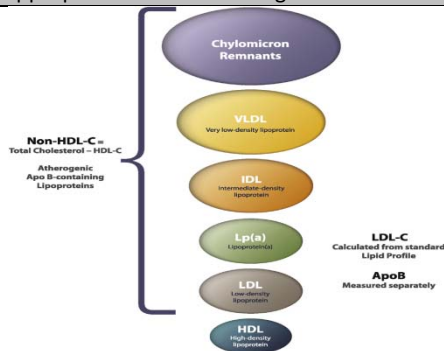 Chylomicron
Remnants
VLDL
Very low-density lipoprotein
Non-HDL-C =
Total Cholesterol – HDL-C
Atherogenic
Apo B-containing
Lipoproteins
IDL
Intermediate-density
lipoprotein
Lp(a)
Lipoprotein(a)
LDL-C
Calculated from standard
Lipid Profile
LDL
Low-density
lipoprotein
ApoB
Measured separately
HDL
High-density
lipoprotein